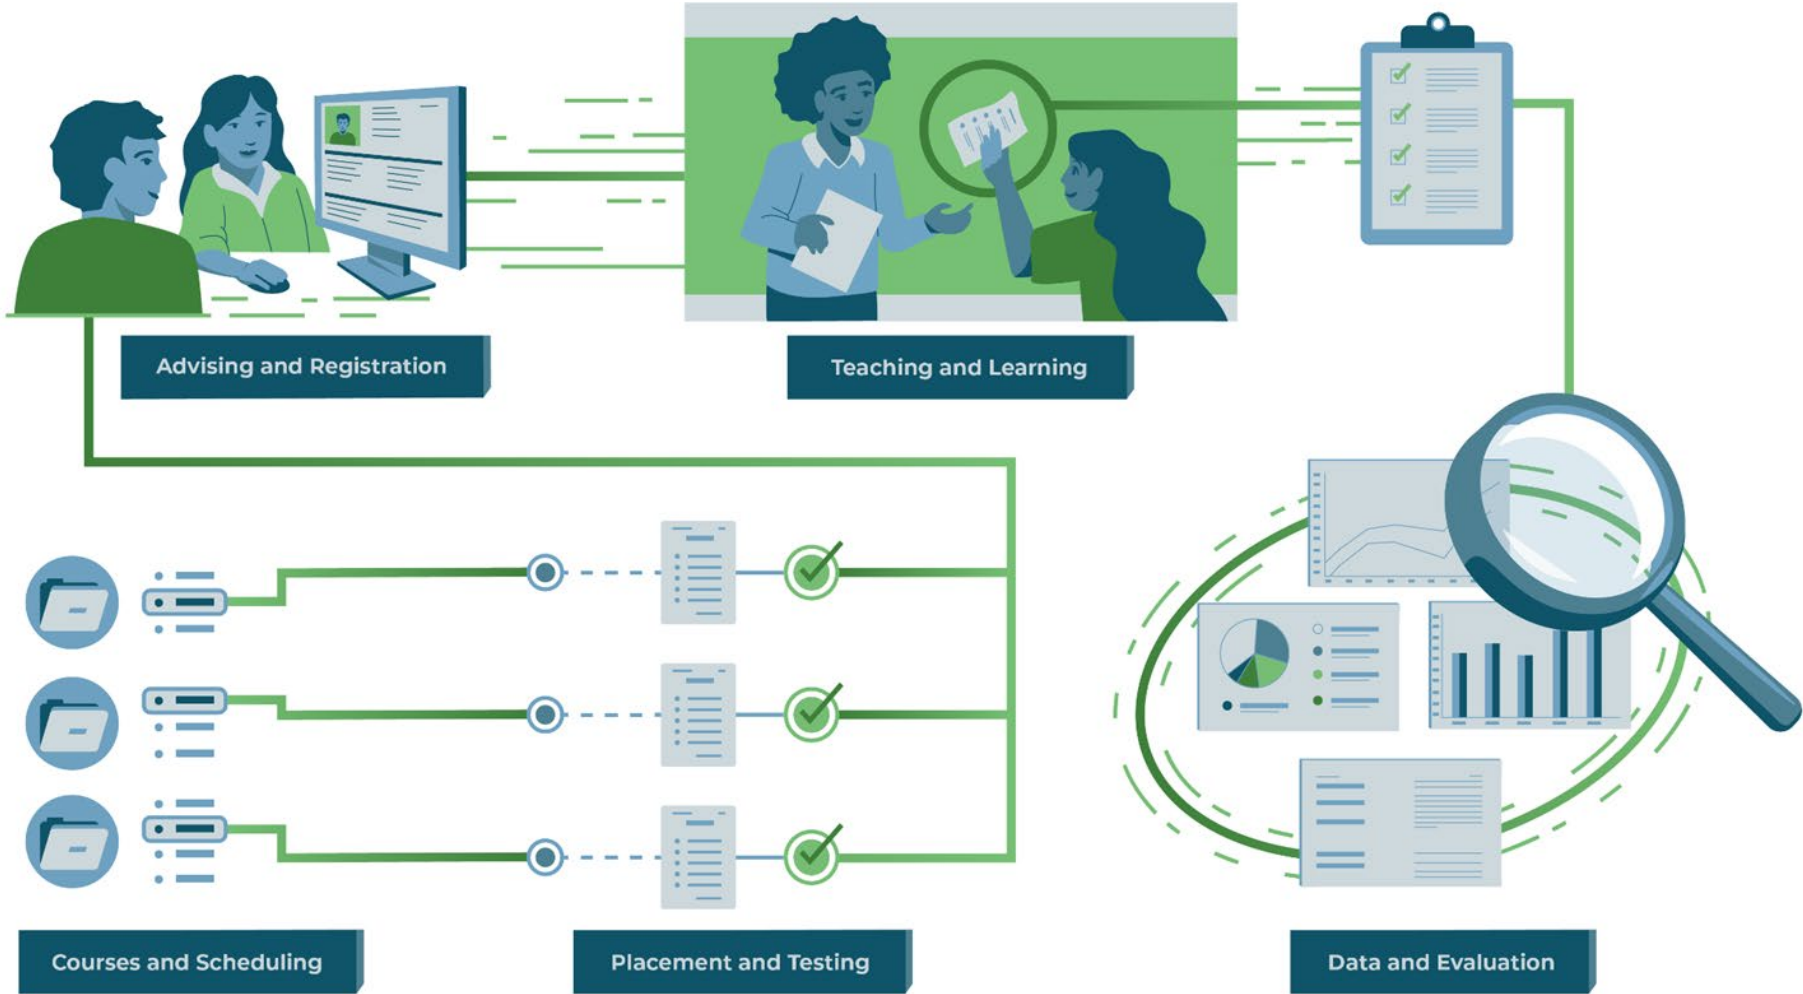 Advising and Registration
Teaching and Learning
Courses and Scheduling
Placement and Testing
Data and Evaluation